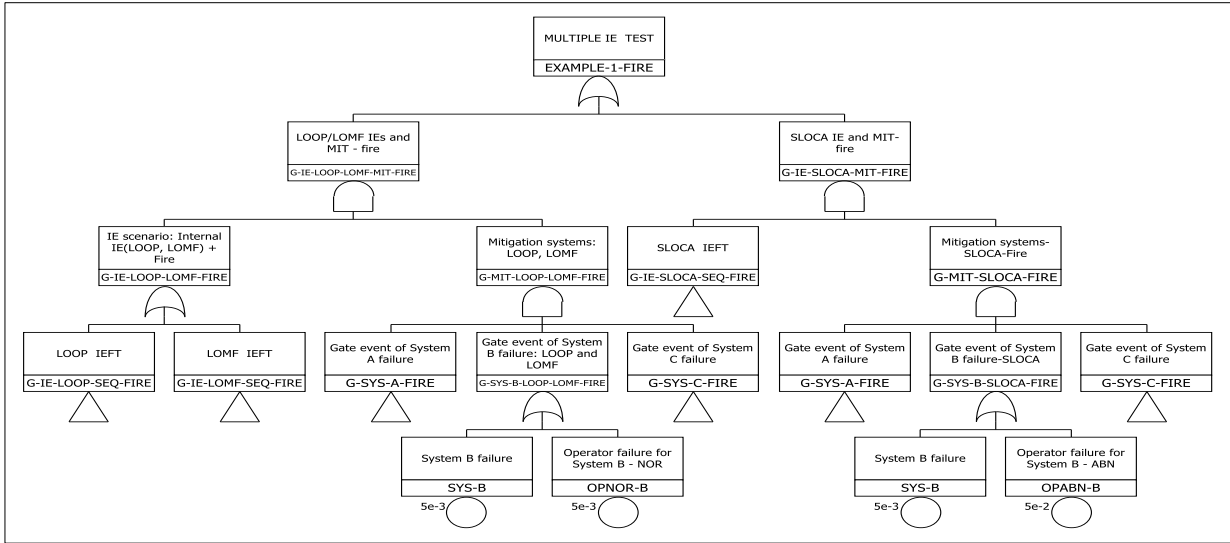 MULTIPLE IE TEST
EXAMPLE-1-FIRE
LOOP/LOMF IEs and
MIT - fire
G-IE-LOOP-LOMF-MIT-FIRE
SLOCA IE and MIT-
fire
G-IE-SLOCA-MIT-FIRE
IE scenario: Internal
IE(LOOP, LOMF) +
Fire
G-IE-LOOP-LOMF-FIRE
Mitigation systems:
LOOP, LOMF
G-MIT-LOOP-LOMF-FIRE
SLOCA IEFT
G-IE-SLOCA-SEQ-FIRE
Mitigation systems-
SLOCA-Fire
G-MIT-SLOCA-FIRE
LOOP IEFT
G-IE-LOOP-SEQ-FIRE
LOMF IEFT
G-IE-LOMF-SEQ-FIRE
Gate event of System
A failure
G-SYS-A-FIRE
Gate event of System
B failure: LOOP and
LOMF
G-SYS-B-LOOP-LOMF-FIRE
Gate event of System
C failure
G-SYS-C-FIRE
Gate event of System
A failure
G-SYS-A-FIRE
Gate event of System
B failure-SLOCA
G-SYS-B-SLOCA-FIRE
Gate event of System
C failure
G-SYS-C-FIRE
System B failure
SYS-B
5e-3
Operator failure for
System B - NOR
OPNOR-B
5e-3
System B failure
SYS-B
5e-3
Operator failure for
System B - ABN
OPABN-B
5e-2